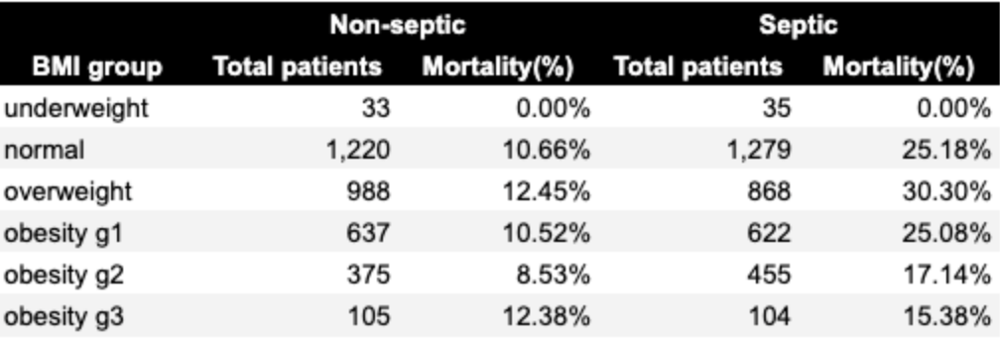 Non-septic Septic
BMI group Total patients Mortality(%) Total patients Mortality(%)
underweight 33 0.00% 35 0.00%
normal 1,220 10.66% 1,279 25.18%
overweight 988 12.45% 868 30.30%
obesity g1 637 10.52% 622 25.08%
obesity g2 375 8.53% 455 17.14%
obesity g3 105 12.38% 104 15.38%